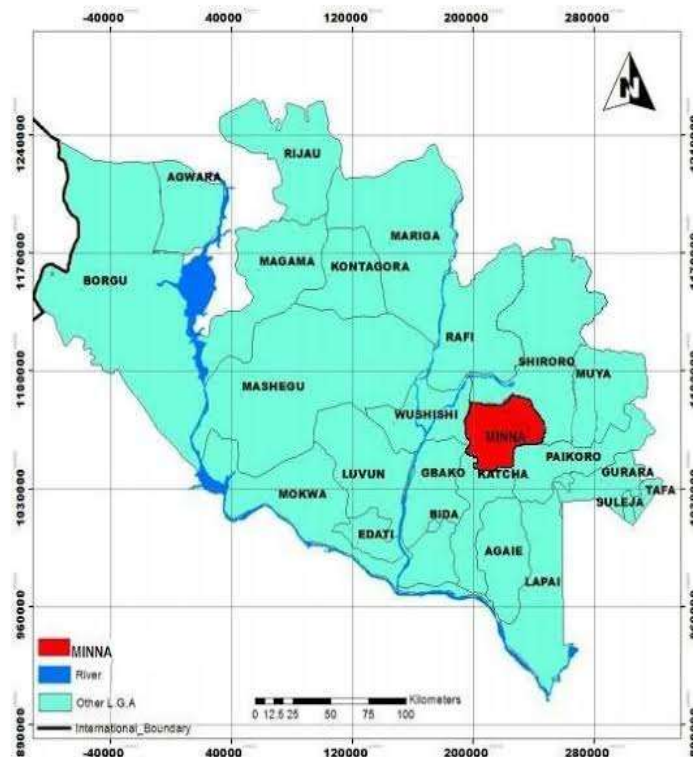 -40000 40000 120000 200000 280000
1240000
RIJAU
AGWARA
MARIGA
1170000
MAGAMA
KONTAGORA
BORGU
RAFI
SHIRORO
1100000
MUYA
MASHEGU
WUSHISHI
MINNA
PAIKORO
LUVUN
GBAKO
KATCHA
GURARA
1030000
MOKWA
TAFA
SULEJA
BIDA
EDATI
AGAIE
LAPAI
960000
MINNA
River
Other L.G.A
International_Boundary
Kilometers
0 12.5 25 50 75 100
890000
-40000 40000 120000 200000 280000
N